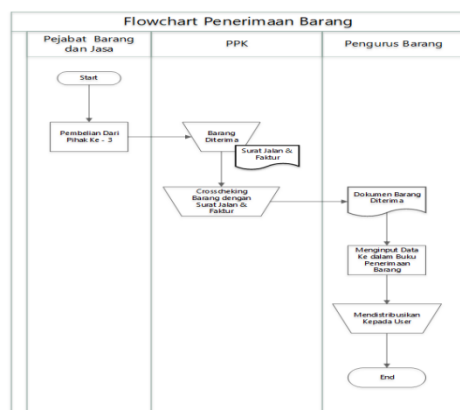 Flowchart Penerimaan Barang
Pejabat Barang
dan Jasa
PPK
Pengurus Barang
Start
Pembelian Dari
Pihak Ke - 3
Barang
Diterima
Surat Jalan &
Faktur
Croscheking
Barang dengan
Surat Jalan &
Faktur
Dokumen Barang
Diterima
Menginput Data
Ke dalam Buku
Penerimaan
Barang
Mendistribusikan
Kepada User
End